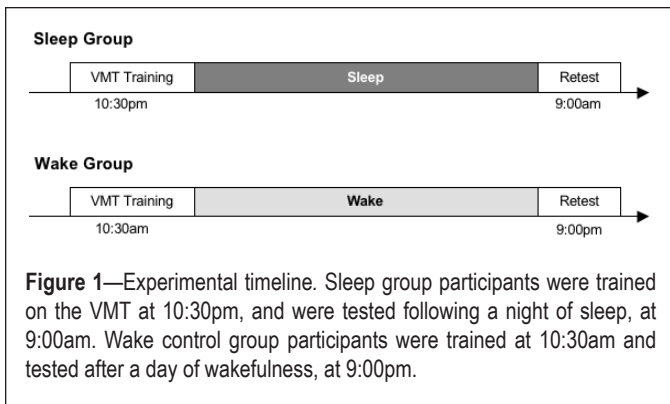 Sleep Group
VMT Training Sleep Retest
10:30pm 9:00am
Wake Group
VMT Training Wake Retest
10:30am 9:00pm
Figure 1—Experimental timeline. Sleep group participants were trained
on the VMT at 10:30pm, and were tested following a night of sleep, at
9:00am. Wake control group participants were trained at 10:30am and
tested after a day of wakefulness, at 9:00pm.